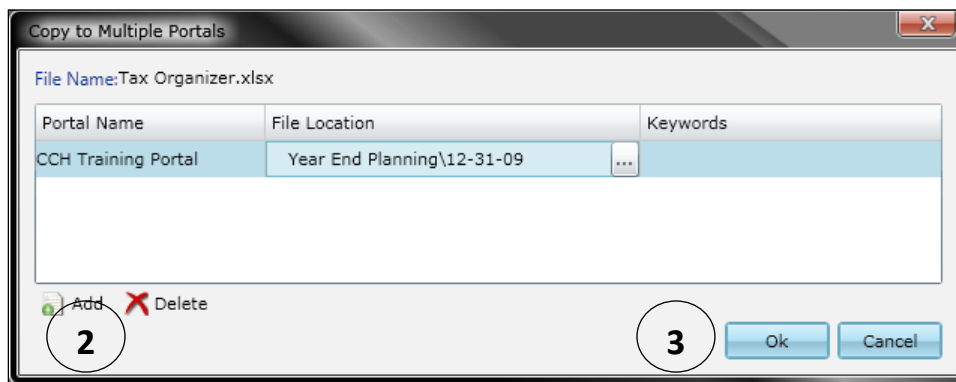 Copy to Multiple Portals
X
File Name:Tax Organizer.xlsx
Portal Name File Location Keywords
CCH Training Portal Year End Planning\12-31-09 ...
Add Delete
2 3 Ok Cancel